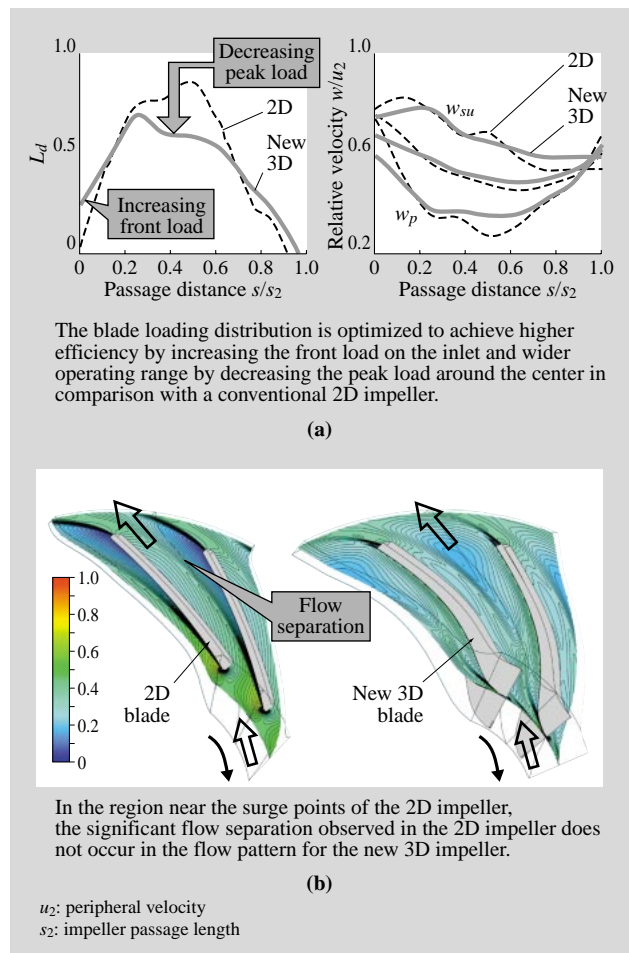 1.0
0.5
0
L_d
Decreasing
peak load
2D
New
3D
Increasing
front load
0 0.2 0.4 0.6 0.8 1.0
Passage distance s/s₂
1.0
0.6
0.2
Relative velocity w/u₂
w_su
2D
New
3D
w_p
0 0.2 0.4 0.6 0.8 1.0
Passage distance s/s₂
The blade loading distribution is optimized to achieve higher
efficiency by increasing the front load on the inlet and wider
operating range by decreasing the peak load around the center in
comparison with a conventional 2D impeller.
(a)
1.0
0.8
0.6
0.4
0.2
0
Flow
separation
2D
blade
New 3D
blade
In the region near the surge points of the 2D impeller,
the significant flow separation observed in the 2D impeller does
not occur in the flow pattern for the new 3D impeller.
(b)
u₂: peripheral velocity
s₂: impeller passage length